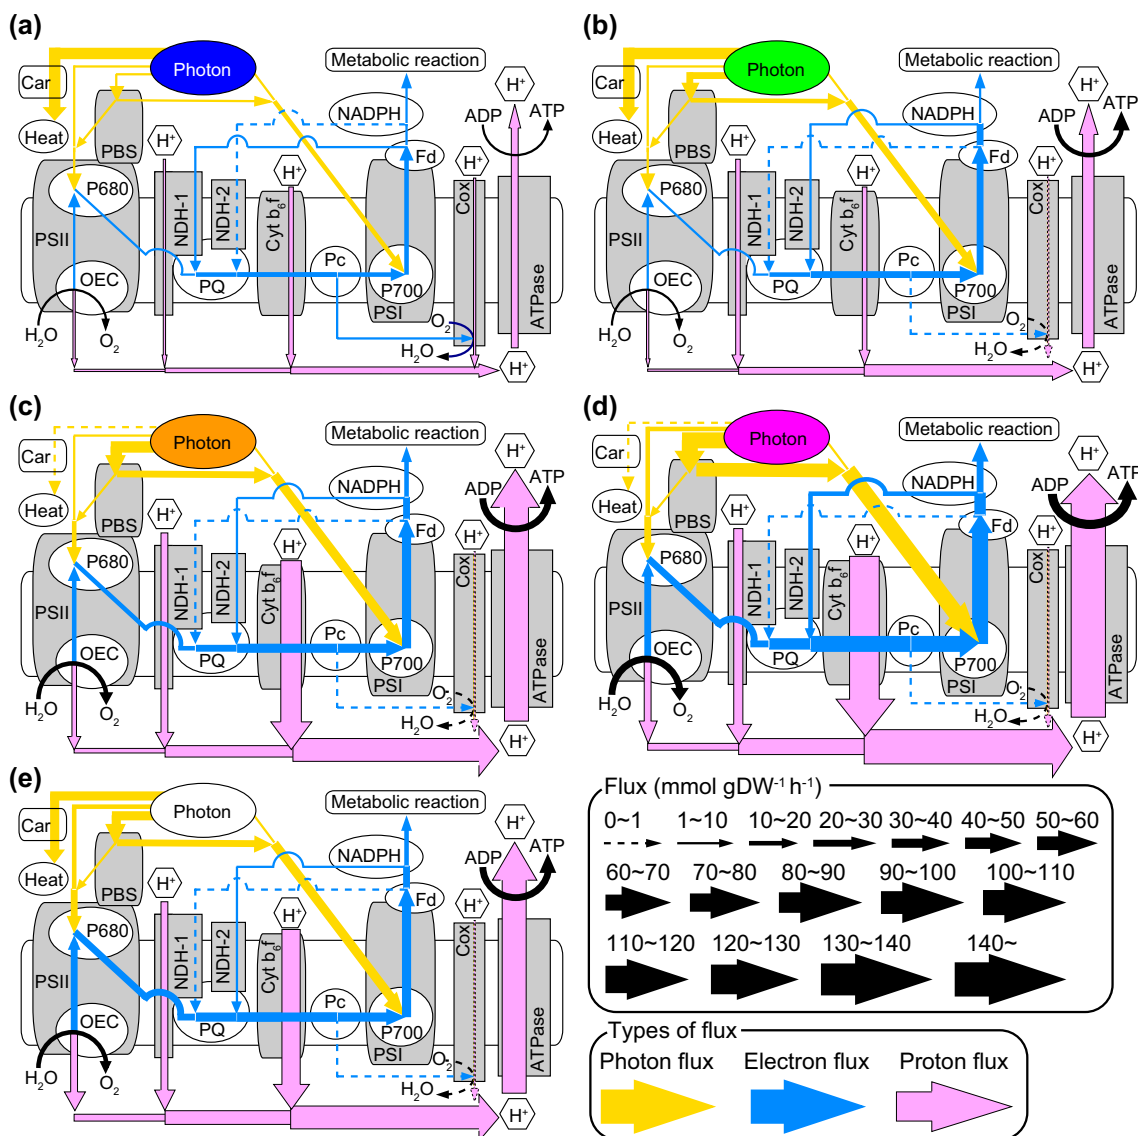 (a)
Photon
Metabolic reaction
H⁺
Car
NADPH
ADP
ATP
Heat
PBS
H⁺
H⁺
Fd
H⁺
P680
NDH-1
NDH-2
Cyt b₆f
Cox
PSII
Pc
OEC
PQ
P700
PSI
ATPase
H₂O
O₂
O₂
H₂O
H⁺
(b)
Photon
Metabolic reaction
H⁺
Car
NADPH
ADP
ATP
Heat
PBS
H⁺
H⁺
Fd
H⁺
P680
NDH-1
NDH-2
Cyt b₆f
Cox
PSII
Pc
OEC
PQ
P700
PSI
ATPase
H₂O
O₂
O₂
H₂O
H⁺
(c)
Photon
Metabolic reaction
H⁺
Car
NADPH
ADP
ATP
Heat
PBS
H⁺
H⁺
Fd
H⁺
P680
NDH-1
NDH-2
Cyt b₆f
Cox
PSII
Pc
OEC
PQ
P700
PSI
ATPase
H₂O
O₂
O₂
H₂O
H⁺
(d)
Photon
Metabolic reaction
H⁺
Car
NADPH
ADP
ATP
Heat
PBS
H⁺
H⁺
Fd
H⁺
P680
NDH-1
NDH-2
Cyt b₆f
Cox
PSII
Pc
OEC
PQ
P700
PSI
ATPase
H₂O
O₂
O₂
H₂O
H⁺
(e)
Photon
Metabolic reaction
H⁺
Car
NADPH
ADP
ATP
Heat
PBS
H⁺
H⁺
Fd
H⁺
P680
NDH-1
NDH-2
Cyt b₆f
Cox
PSII
Pc
OEC
PQ
P700
PSI
ATPase
H₂O
O₂
O₂
H₂O
H⁺
Flux (mmol gDW⁻¹ h⁻¹)
0~1 1~10 10~20 20~30 30~40 40~50 50~60
60~70 70~80 80~90 90~100 100~110
110~120 120~130 130~140 140~
Types of flux
Photon flux Electron flux Proton flux